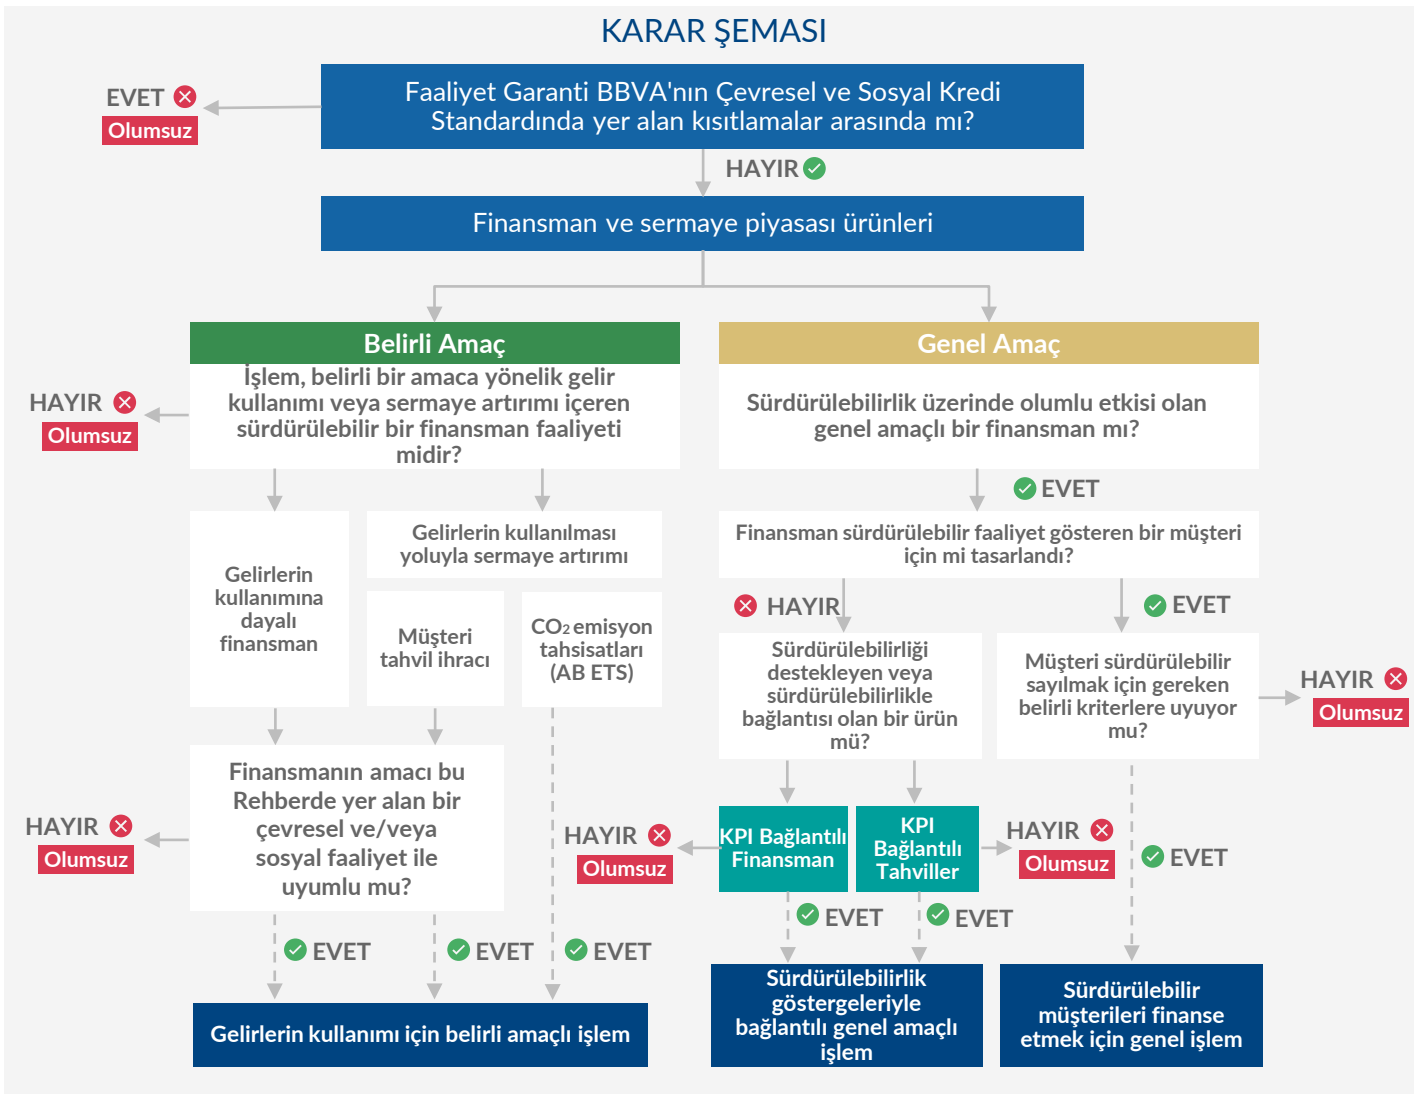 KARAR ŞEMASI
EVET
Olumsuz
Faaliyet Garanti BBVA'nın Çevresel ve Sosyal Kredi
Standardında yer alan kısıtlamalar arasında mı?
HAYIR
Finansman ve sermaye piyasası ürünleri
Belirli Amaç
İşlem, belirli bir amaca yönelik gelir
kullanımı veya sermaye artırımı içeren
sürdürülebilir bir finansman faaliyeti
midir?
HAYIR
Olumsuz
Gelirlerin
kullanımına
dayalı
finansman
Gelirlerin kullanılması
yoluyla sermaye artırımı
Müşteri
tahvil ihracı
CO2 emisyon
tahsisatları
(AB ETS)
Finansmanın amacı bu
Rehberde yer alan bir
çevresel ve/veya
sosyal faaliyet ile
uyumlu mu?
HAYIR
Olumsuz
EVET
EVET
EVET
Gelirlerin kullanımı için belirli amaçlı işlem
Genel Amaç
Sürdürülebilirlik üzerinde olumlu etkisi olan
genel amaçlı bir finansman mı?
EVET
Finansman sürdürülebilir faaliyet gösteren bir müşteri
için mi tasarlandı?
HAYIR
EVET
Sürdürülebilirliği
destekleyen veya
sürdürülebilirlikle
bağlantısı olan bir ürün
mü?
Müşteri sürdürülebilir
sayılmak için gereken
belirli kriterlere uyuyor
mu?
HAYIR
Olumsuz
HAYIR
Olumsuz
KPI Bağlantılı
Finansman
KPI
Bağlantılı
Tahviller
HAYIR
Olumsuz
EVET
EVET
EVET
Sürdürülebilirlik
göstergeleriyle
bağlantılı genel amaçlı
işlem
Sürdürülebilir
müşterileri finanse
etmek için genel işlem